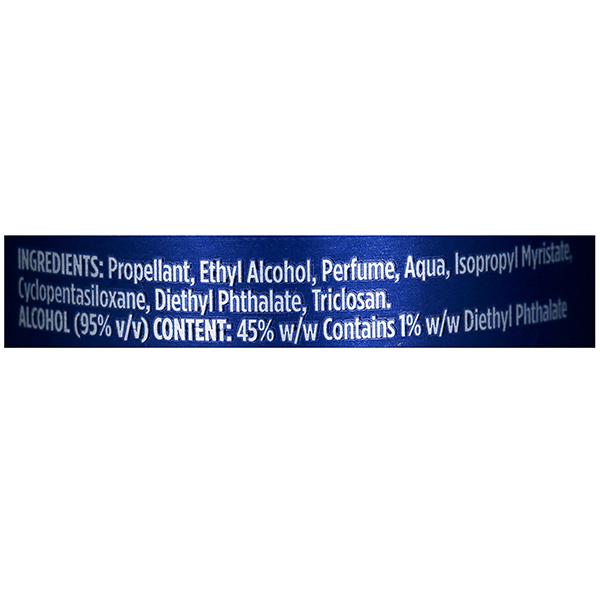 INGREDIENTS: Propellant, Ethyl Alcohol, Perfume, Aqua, Isopropyl Myristate,
Cyclopentasiloxane, Diethyl Phthalate, Triclosan.
ALCOHOL (95% v/v) CONTENT: 45% w/w Contains 1% w/w Diethyl Phthalate